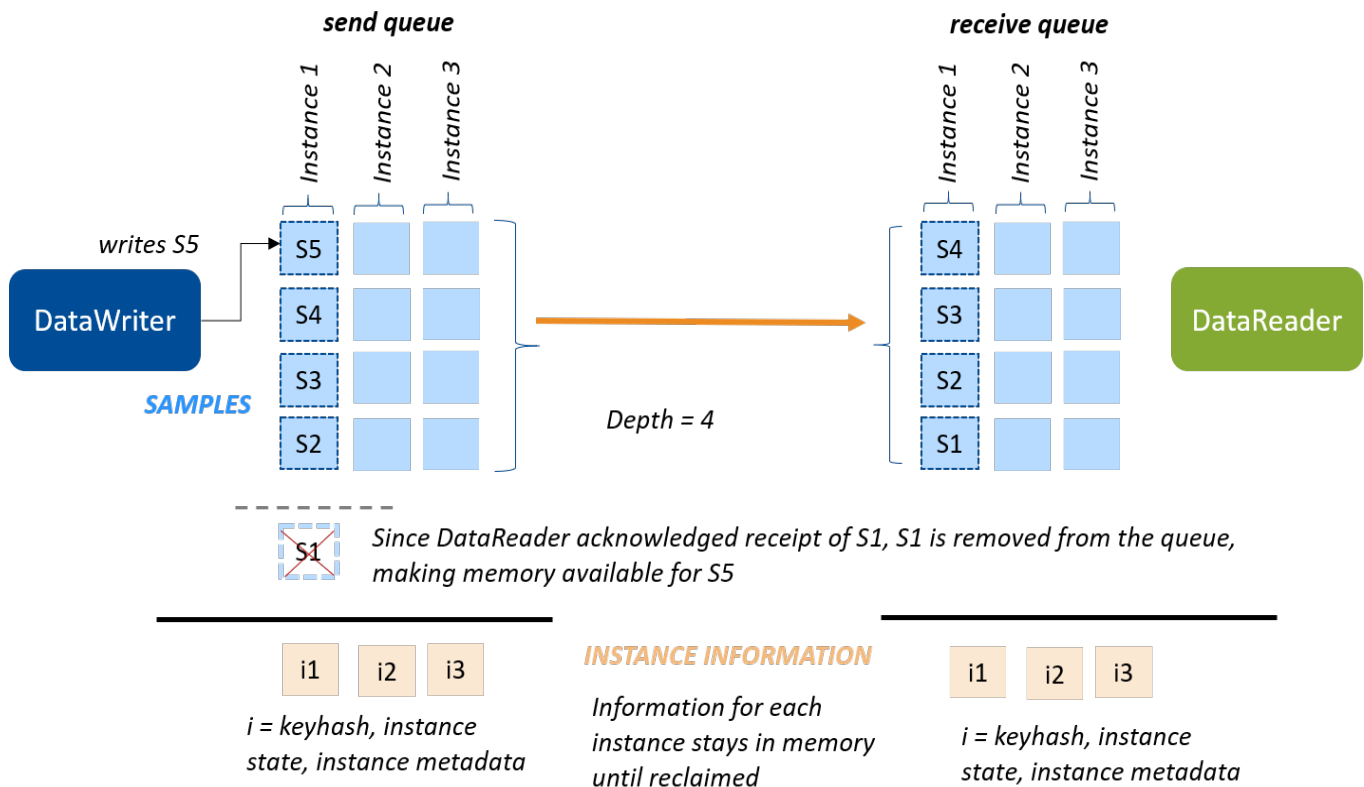 send queue
receive queue
Instance 1
Instance 2
Instance 3
Instance 1
Instance 2
Instance 3
writes S5
DataWriter
SAMPLES
S5
S4
S3
S2
Depth = 4
S4
S3
S2
S1
DataReader
S1
Since DataReader acknowledged receipt of S1, S1 is removed from the queue,
making memory available for S5
i1
i2
i3
i = keyhash, instance
state, instance metadata
INSTANCE INFORMATION
Information for each
instance stays in memory
until reclaimed
i1
i2
i3
i = keyhash, instance
state, instance metadata